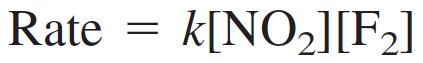 Rate = k[NO₂][F₂]